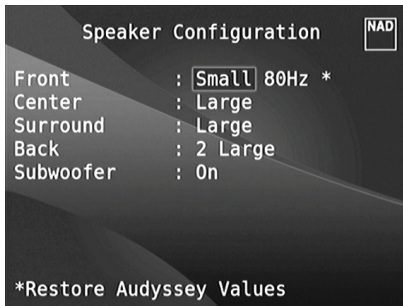 Speaker Configuration
NAD
Front : Small 80Hz *
Center : Large
Surround : Large
Back : 2 Large
Subwoofer : On
*Restore Audyssey Values